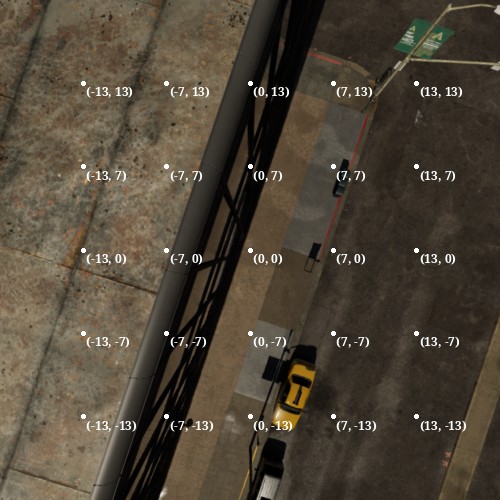 (-13, 13) (-7, 13) (0, 13) (7, 13) (13, 13)
(-13, 7) (-7, 7) (0, 7) (7, 7) (13, 7)
(-13, 0) (-7, 0) (0, 0) (7, 0) (13, 0)
(-13, -7) (-7, -7) (0, -7) (7, -7) (13, -7)
(-13, -13) (-7, -13) (0, -13) (7, -13) (13, -13)